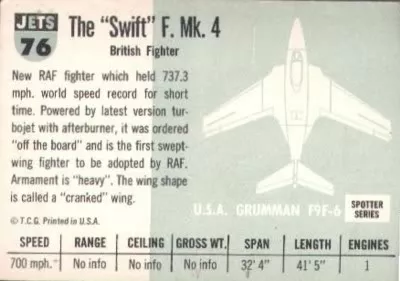 JETS
76
The "Swift" F. Mk. 4
British Fighter
New RAF fighter which held 737.3
mph. world speed record for short
time. Powered by latest version tur-
bojet with afterburner, it was ordered
"off the board" and is the first swept-
wing fighter to be adopted by RAF.
Armament is "heavy". The wing shape
is called a "cranked" wing.
© T.C.G. Printed in U.S.A.
U.S.A. GRUMMAN F9F-6
SPOTTER
SERIES
SPEED RANGE CEILING GROSS WT. SPAN LENGTH ENGINES
700 mph. No info No info No info 32' 4" 41' 5" 1